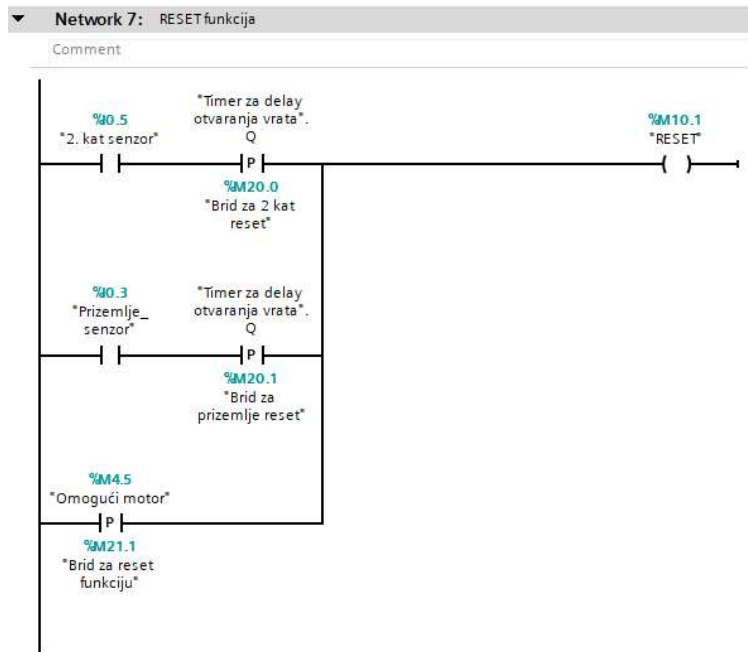 Network 7: RESET funkcija
Comment
%I0.5
"2. kat senzor"
"Timer za delay
otvaranja vrata".
Q
P
%M20.0
"Brid za 2 kat
reset"
%M10.1
"RESET"
%I0.3
"Prizemlje_
senzor"
"Timer za delay
otvaranja vrata".
Q
P
%M20.1
"Brid za
prizemlje reset"
%M4.5
"Omogući motor"
P
%M21.1
"Brid za reset
funkciju"